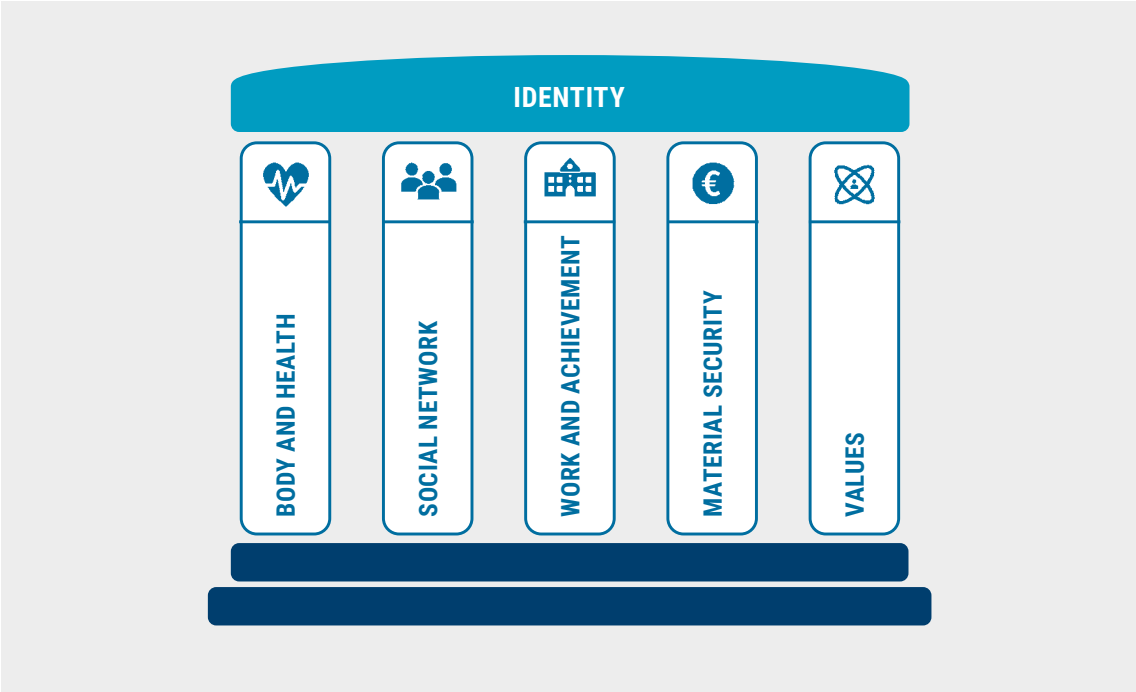 IDENTITY
€
BODY AND HEALTH
SOCIAL NETWORK
WORK AND ACHIEVEMENT
MATERIAL SECURITY
VALUES